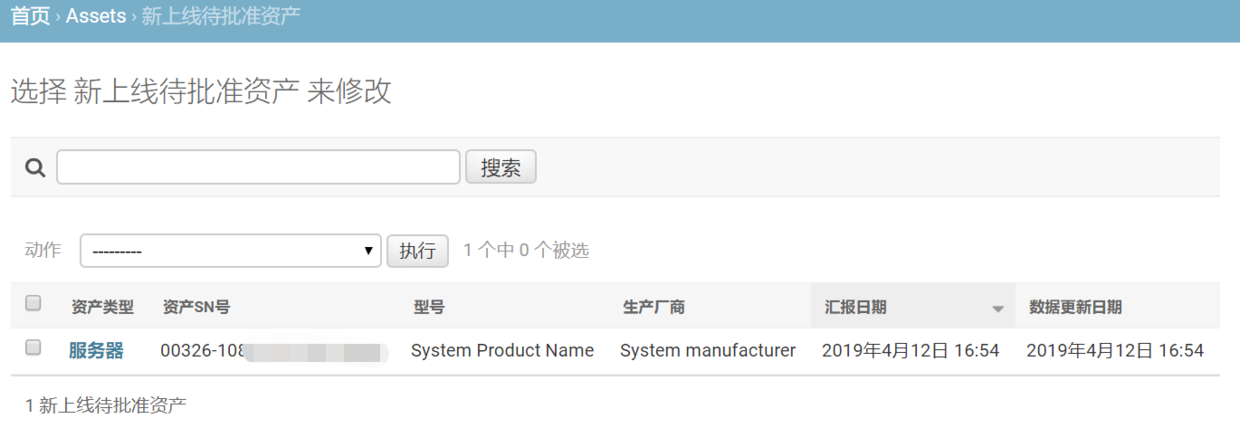 首页 › Assets › 新上线待批准资产
选择 新上线待批准资产 来修改
搜索
动作 --------- 执行 1 个中 0 个被选
资产类型 资产SN号 型号 生产厂商 汇报日期 数据更新日期
服务器 00326-108 System Product Name System manufacturer 2019年4月12日 16:54 2019年4月12日 16:54
1 新上线待批准资产